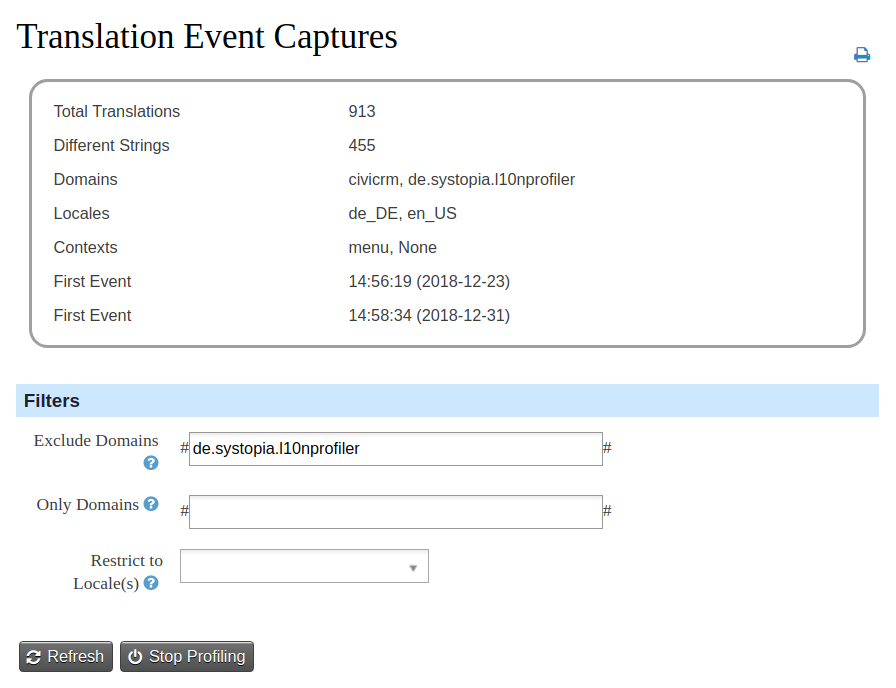 Translation Event Captures
Total Translations 913
Different Strings 455
Domains civicrm, de.systopia.l10nprofiler
Locales de_DE, en_US
Contexts menu, None
First Event 14:56:19 (2018-12-23)
First Event 14:58:34 (2018-12-31)
Filters
Exclude Domains
? #de.systopia.l10nprofiler#
Only Domains ? # #
Restrict to
Locale(s) ?
Refresh Stop Profiling